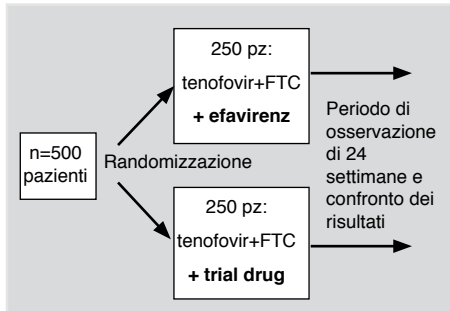 250 pz:
tenofovir+FTC
+ efavirenz
n=500
pazienti
Randomizzazione
Periodo di
osservazione
di 24
settimane e
confronto dei
risultati
250 pz:
tenofovir+FTC
+ trial drug